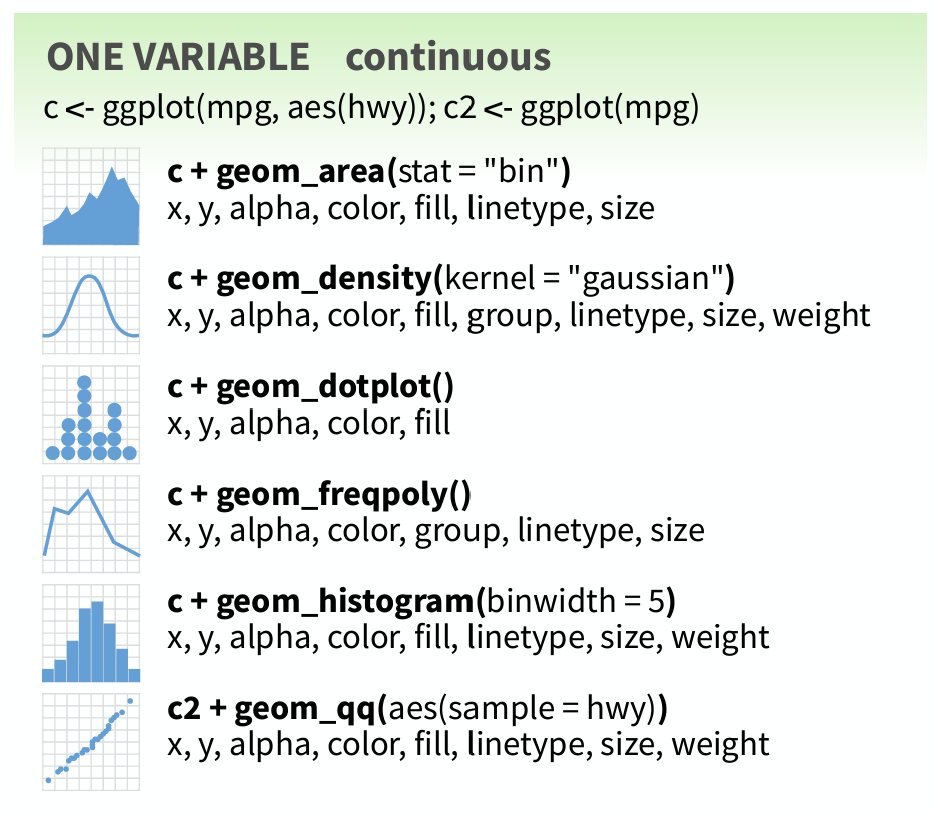 ONE VARIABLE continuous
c <- ggplot(mpg, aes(hwy)); c2 <- ggplot(mpg)
c + geom_area(stat = "bin")
x, y, alpha, color, fill, linetype, size
c + geom_density(kernel = "gaussian")
x, y, alpha, color, fill, group, linetype, size, weight
c + geom_dotplot()
x, y, alpha, color, fill
c + geom_freqpoly()
x, y, alpha, color, group, linetype, size
c + geom_histogram(binwidth = 5)
x, y, alpha, color, fill, linetype, size, weight
c2 + geom_qq(aes(sample = hwy))
x, y, alpha, color, fill, linetype, size, weight